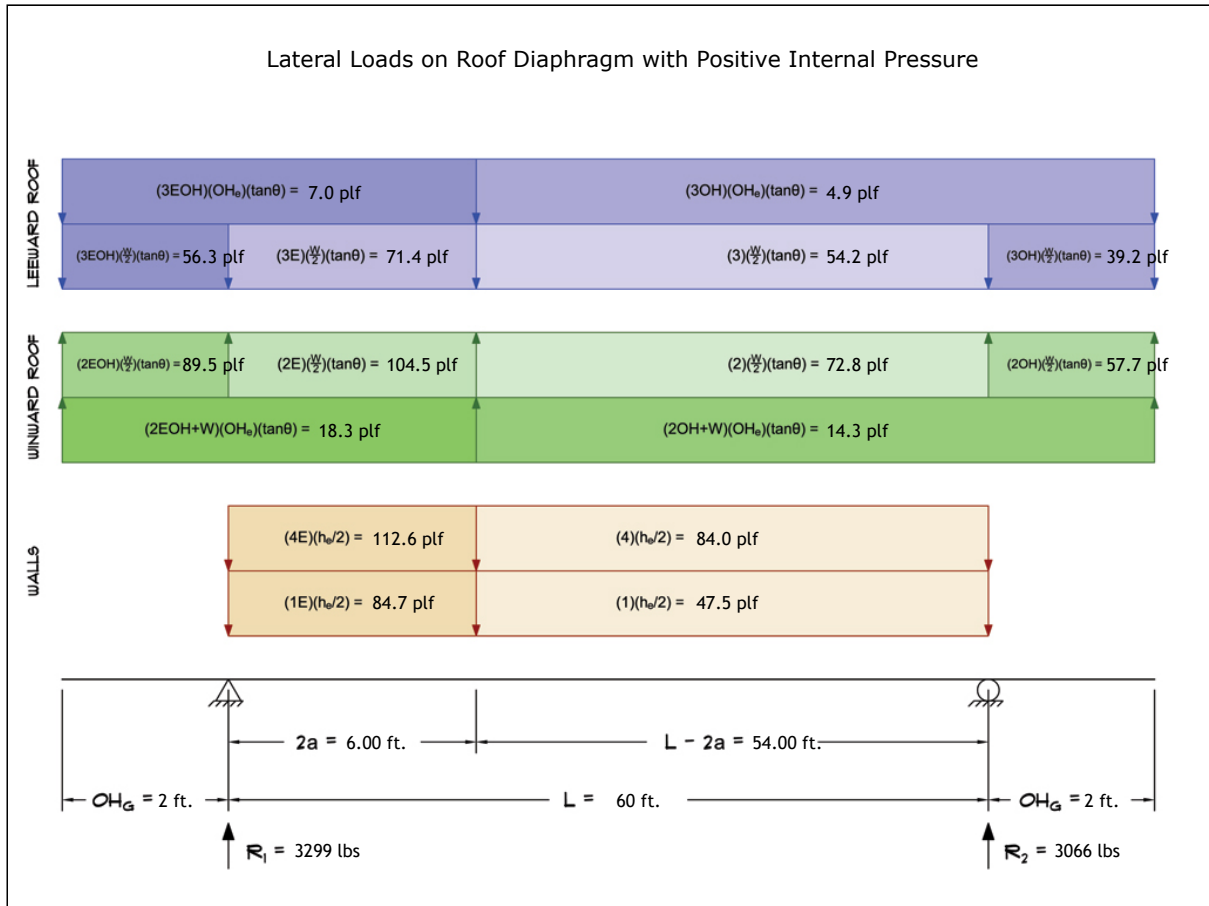 Lateral Loads on Roof Diaphragm with Positive Internal Pressure
LEEWARD ROOF
(3EOH)(OHₑ)(tanθ) = 7.0 plf
(3OH)(OHₑ)(tanθ) = 4.9 plf
(3EOH)(W/2)(tanθ) = 56.3 plf
(3E)(W/2)(tanθ) = 71.4 plf
(3)(W/2)(tanθ) = 54.2 plf
(3OH)(W/2)(tanθ) = 39.2 plf
WINWARD ROOF
(2EOH)(W/2)(tanθ) = 89.5 plf
(2E)(W/2)(tanθ) = 104.5 plf
(2)(W/2)(tanθ) = 72.8 plf
(2OH)(W/2)(tanθ) = 57.7 plf
(2EOH+W)(OHₑ)(tanθ) = 18.3 plf
(2OH+W)(OHₑ)(tanθ) = 14.3 plf
WALLS
(4E)(hₑ/2) = 112.6 plf
(4)(hₑ/2) = 84.0 plf
(1E)(hₑ/2) = 84.7 plf
(1)(hₑ/2) = 47.5 plf
2a = 6.00 ft.
L - 2a = 54.00 ft.
OH_G = 2 ft.
L = 60 ft.
OH_G = 2 ft.
R₁ = 3299 lbs
R₂ = 3066 lbs